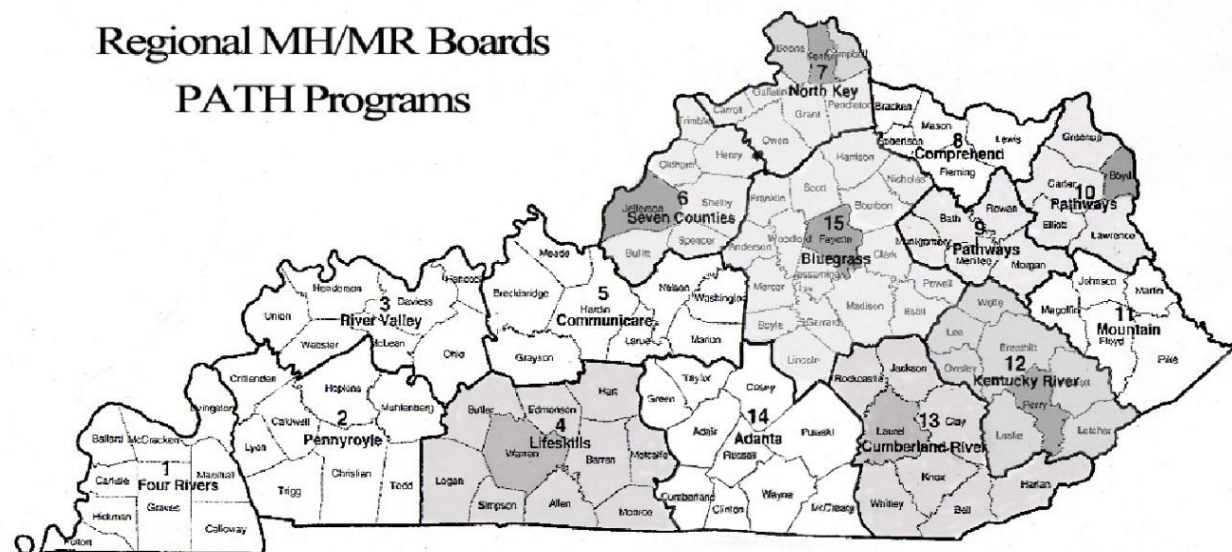 Regional MH/MR Boards
PATH Programs
Boone
Kenton
Campbell
7
North Key
Gallatin
Carroll
Grant
Pendleton
Owen
Trimble
Bracken
Mason
Lewis
Robertson
8
Comprehend
Fleming
Greenup
Carter
Boyd
10
Pathways
Elliott
Lawrence
Oldham
Henry
Jefferson
6
Shelby
Seven Counties
Spencer
Bullitt
Harrison
Scott
Nicholas
Franklin
Bourbon
15
Woodford
Fayette
Anderson
Bluegrass
Clark
Mercer
Madison
Powell
Estill
Boyle
Garrard
Lincoln
Bath
Rowan
9
Montgomery
Pathways
Menifee
Morgan
Johnson
Martin
Magoffin
11
Mountain
Floyd
Pike
Meade
Breckinridge
5
Hardin
Communicare
Nelson
Washington
Larue
Marion
Grayson
Hancock
Henderson
Daviess
3
River Valley
Union
Webster
McLean
Ohio
Crittenden
Hopkins
Livingston
Caldwell
2
Muhlenberg
Lyon
Pennyroyle
Christian
Todd
Trigg
Ballard
McCracken
1
Marshall
Carlisle
Four Rivers
Hickman
Graves
Calloway
Fulton
Butler
Edmonson
Hart
4
Lifeskills
Warren
Barren
Metcalfe
Logan
Simpson
Allen
Monroe
Taylor
Casey
Green
14
Adair
Adanta
Pulaski
Russell
Cumberland
Wayne
Clinton
McCreary
Rockcastle
Jackson
Laurel
13
Clay
Cumberland River
Knox
Whitley
Bell
Harlan
Wolfe
Lee
Breathitt
Owsley
12
Kentucky River
Perry
Leslie
Letcher